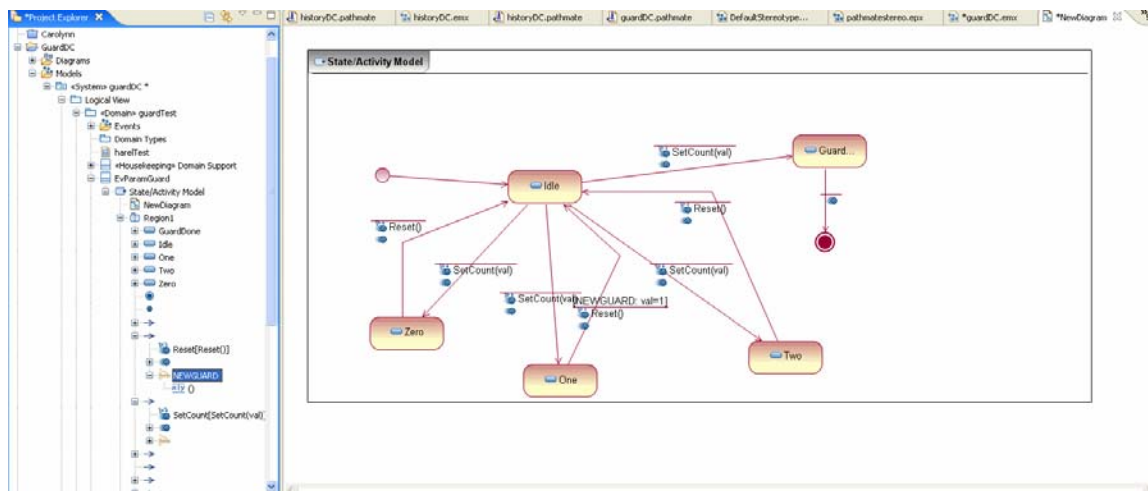 *Project Explorer
historyDC.pathmate
historyDC.emx
historyDC.pathmate
guardDC.pathmate
DefaultStereotype...
pathmatestereo.epx
*guardDC.emx
*NewDiagram
Carolynn
GuardDC
Diagrams
Models
«System» guardDC *
Logical View
«Domain» guardTest
Events
Domain Types
harelTest
«Housekeeping» Domain Support
EvParamGuard
State/Activity Model
NewDiagram
Region1
GuardDone
Idle
One
Two
Zero
Reset[Reset()]
NEWGUARD
()
SetCount[SetCount(val)
State/Activity Model
SetCount(val)
Guard...
Idle
Reset()
Reset()
SetCount(val)
SetCount(val)
SetCount(val)
[NEWGUARD: val=1]
Reset()
Zero
Two
One